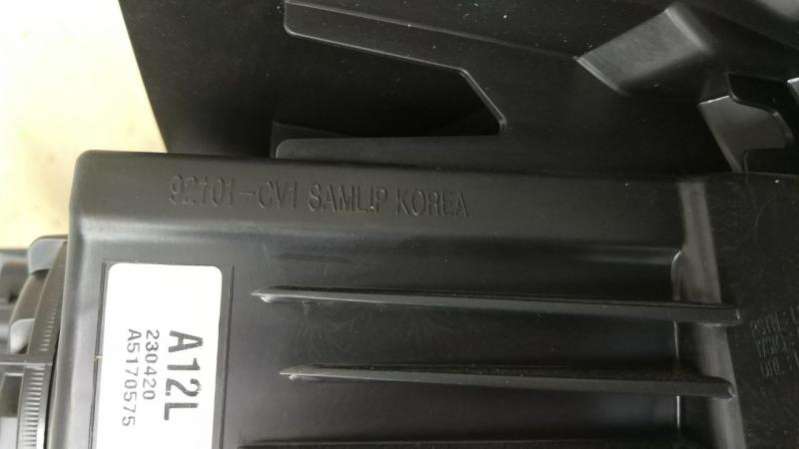 92101-CV1 SAMLIP KOREA
A12L
230420
A5170575